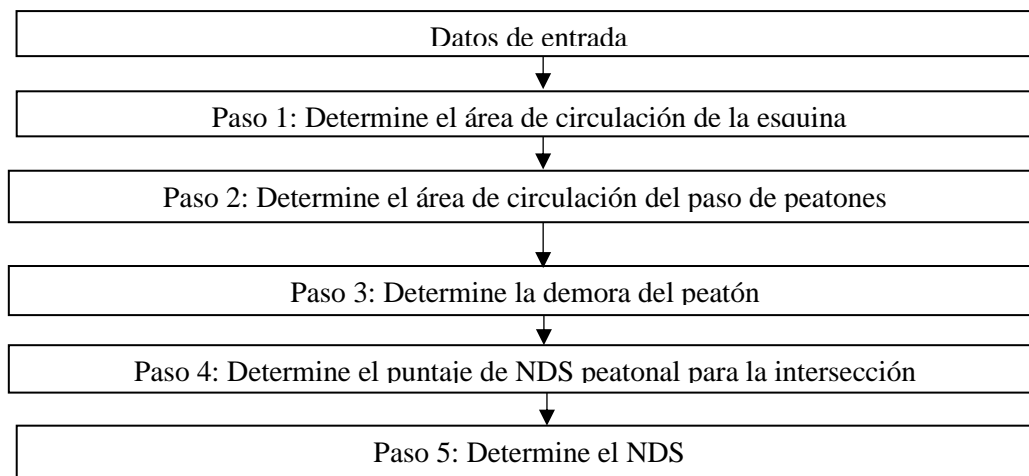 Datos de entrada
Paso 1: Determine el área de circulación de la esquina
Paso 2: Determine el área de circulación del paso de peatones
Paso 3: Determine la demora del peatón
Paso 4: Determine el puntaje de NDS peatonal para la intersección
Paso 5: Determine el NDS